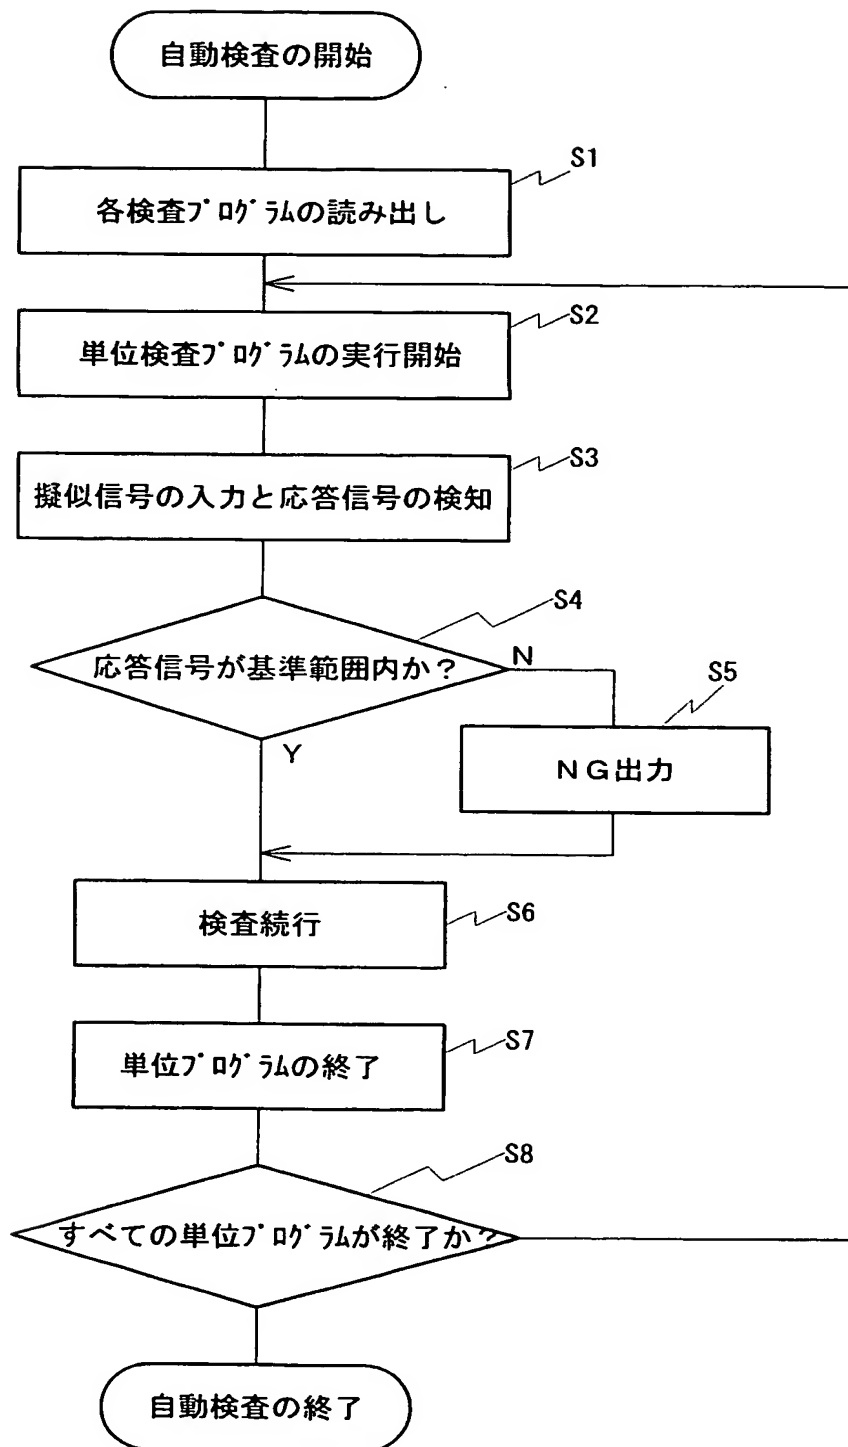 自動検査の開始
S1
各検査ﾌﾟﾛｸﾞﾗﾑの読み出し
S2
単位検査ﾌﾟﾛｸﾞﾗﾑの実行開始
S3
擬似信号の入力と応答信号の検知
S4
応答信号が基準範囲内か？
N
S5
Y
ＮＧ出力
S6
検査続行
S7
単位ﾌﾟﾛｸﾞﾗﾑの終了
S8
すべての単位ﾌﾟﾛｸﾞﾗﾑが終了か？
自動検査の終了